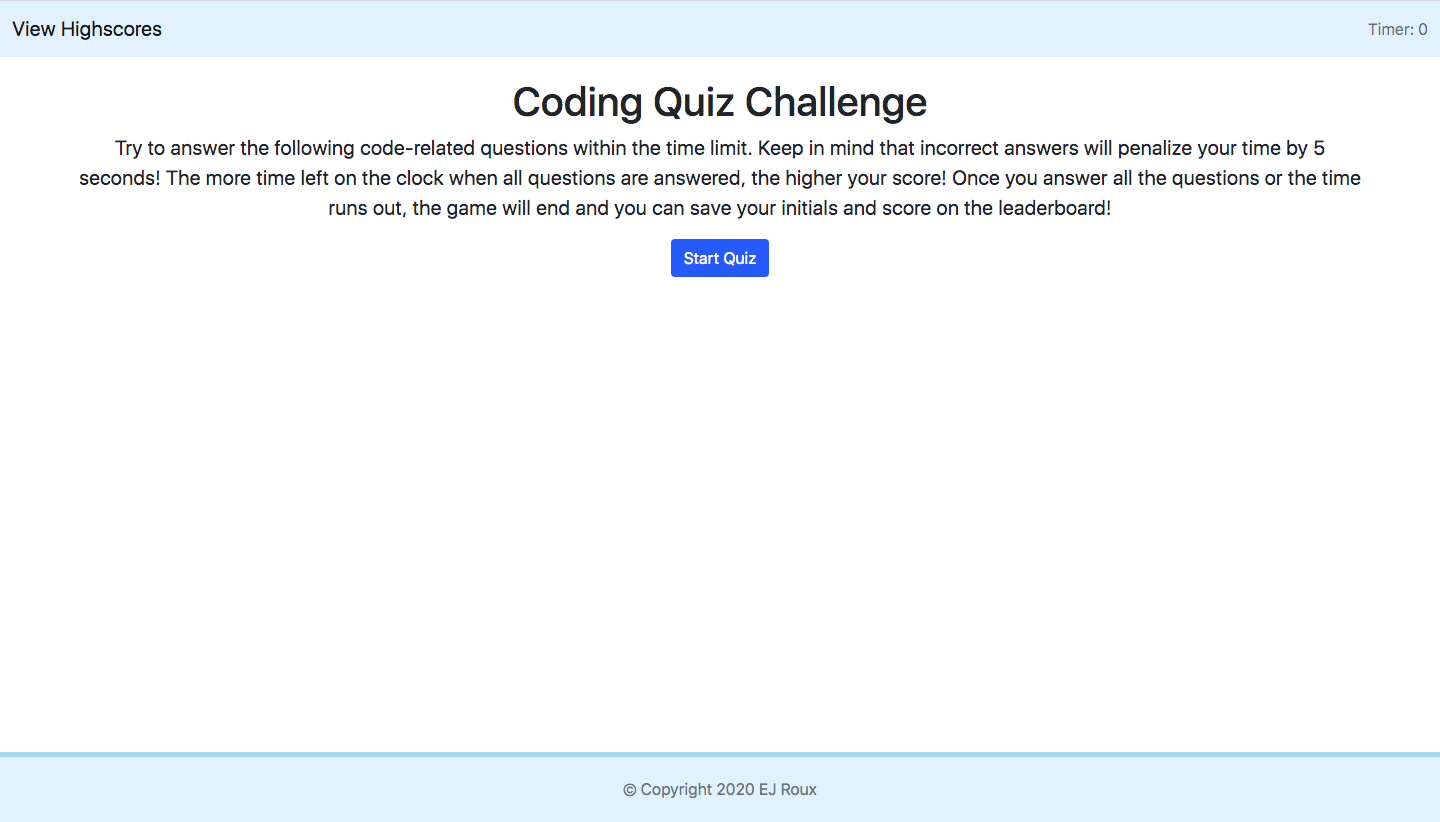 View Highscores
Timer: 0
Coding Quiz Challenge
Try to answer the following code-related questions within the time limit. Keep in mind that incorrect answers will penalize your time by 5
seconds! The more time left on the clock when all questions are answered, the higher your score! Once you answer all the questions or the time
runs out, the game will end and you can save your initials and score on the leaderboard!
Start Quiz
© Copyright 2020 EJ Roux